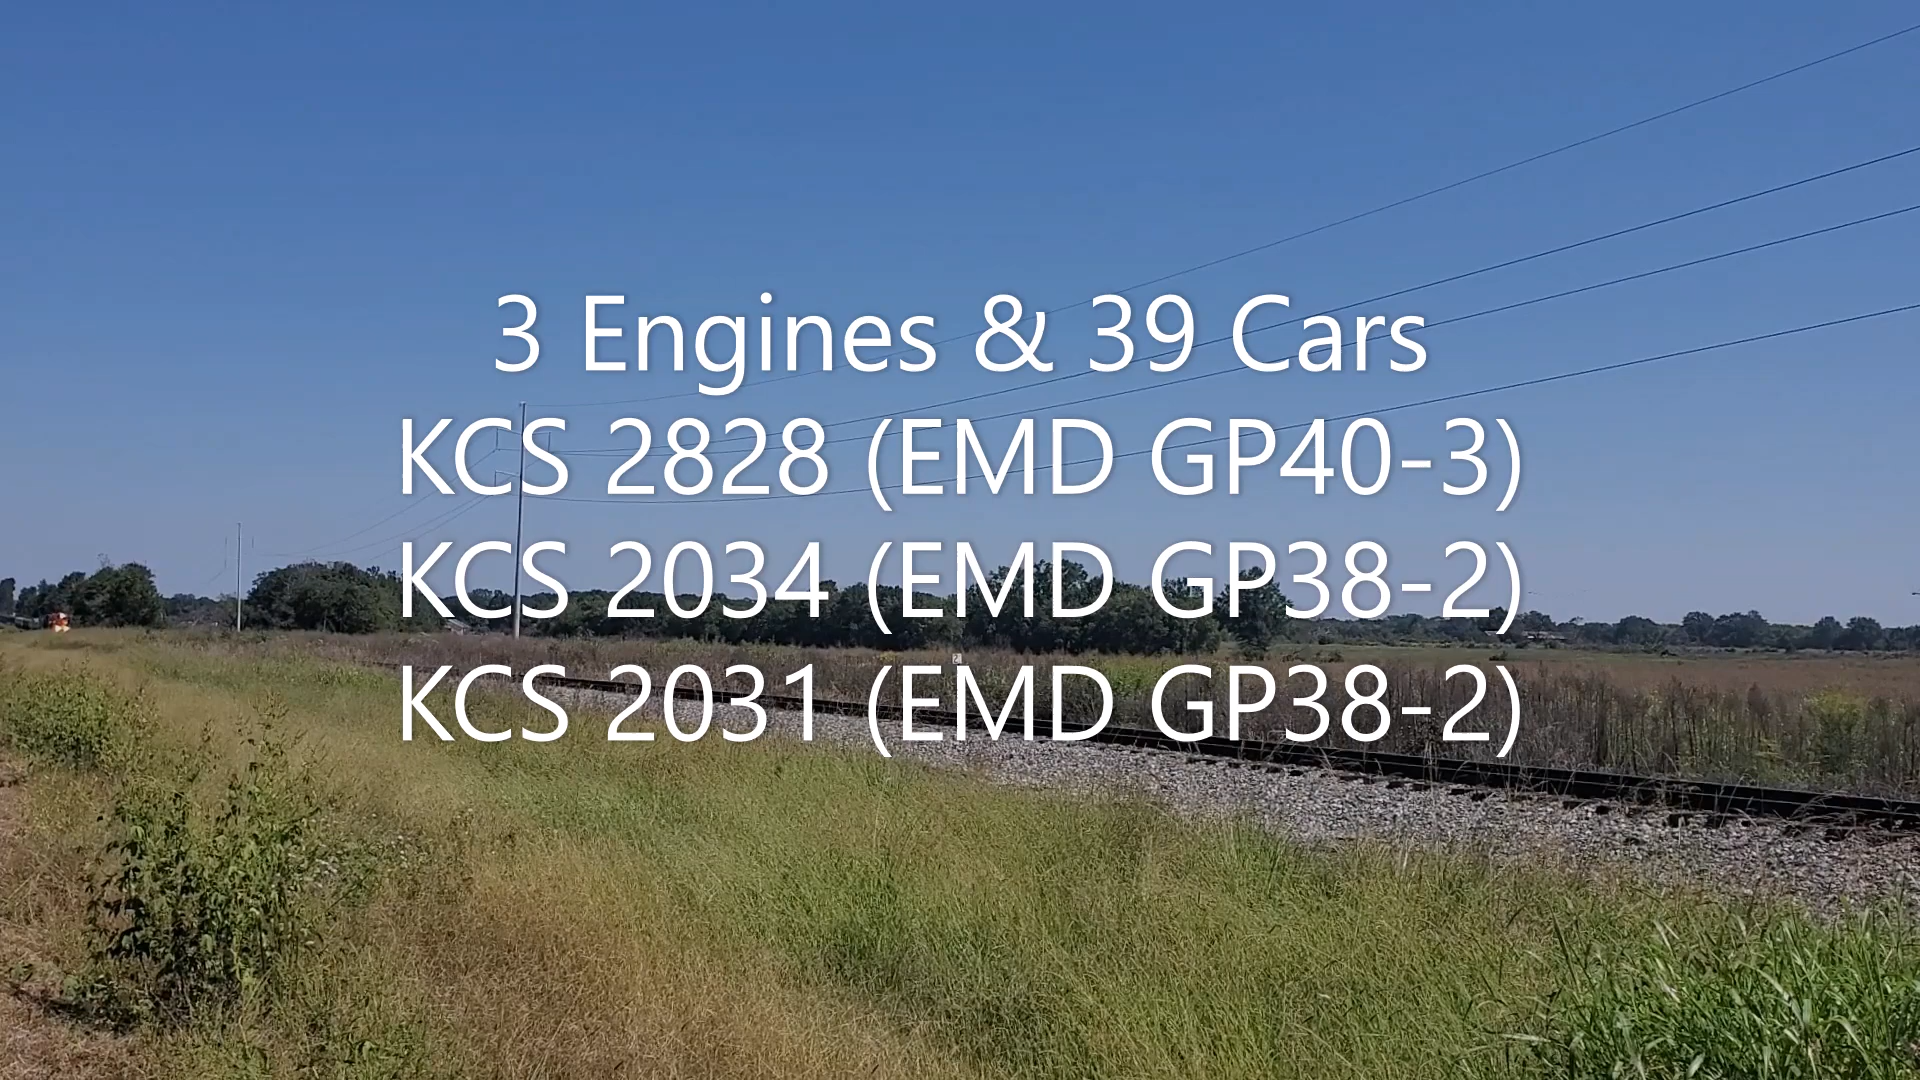 3 Engines & 39 Cars
KCS 2828 (EMD GP40-3)
KCS 2034 (EMD GP38-2)
KCS 2031 (EMD GP38-2)